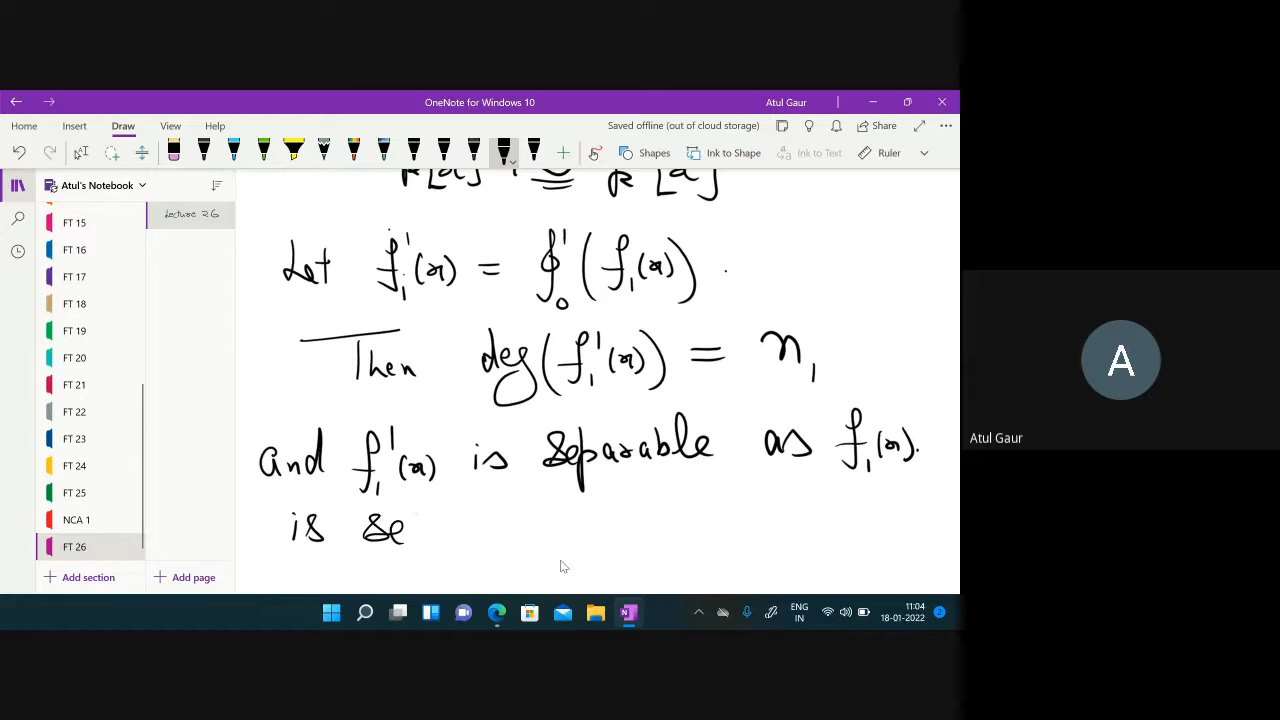 OneNote for Windows 10
Atul Gaur
Home Insert Draw View Help
Saved offline (out of cloud storage)
Share
Shapes
Ink to Shape
Ink to Text
Ruler
Atul's Notebook
Lecture 26
FT 15
FT 16
FT 17
FT 18
FT 19
FT 20
FT 21
FT 22
FT 23
FT 24
FT 25
NCA 1
FT 26
Add section
Add page
Let f₁'(x) = ϕ₀'(f₁(x)).
Then deg(f₁'(x)) = n₁
and f₁'(x) is separable as f₁(x).
is se
ENG
IN
11:04
18-01-2022
2
A
Atul Gaur